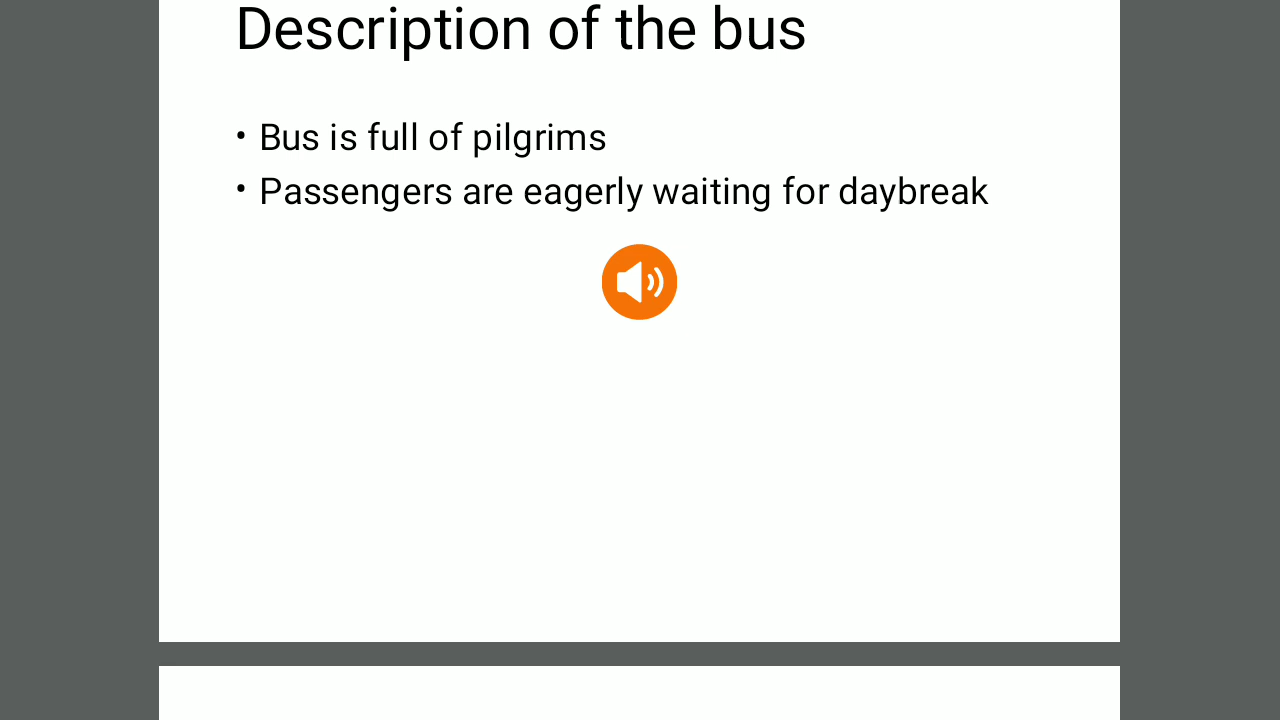 Description of the bus
• Bus is full of pilgrims
• Passengers are eagerly waiting for daybreak